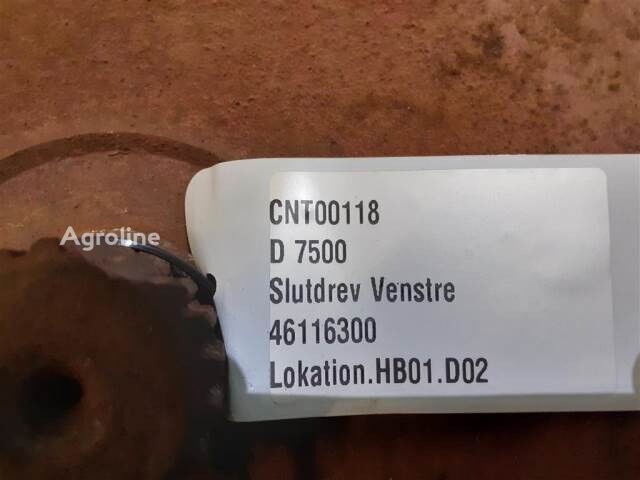 Agroline
CNT00118
D 7500
Slutdrev Venstre
46116300
Lokation.HB01.D02